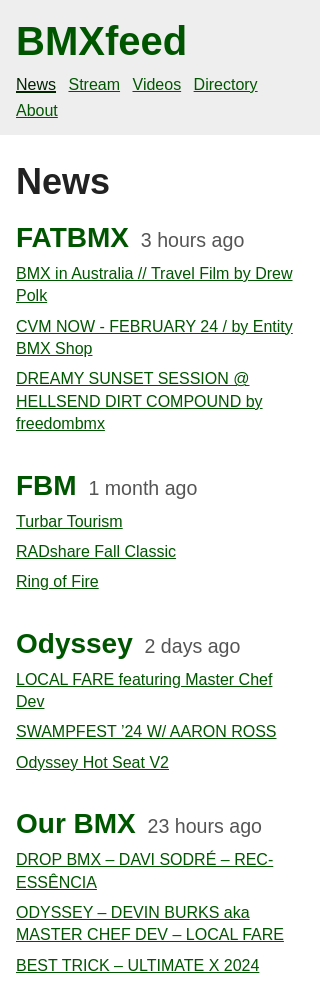 BMXfeed
News Stream Videos Directory
About
News
FATBMX 3 hours ago
BMX in Australia // Travel Film by Drew
Polk
CVM NOW - FEBRUARY 24 / by Entity
BMX Shop
DREAMY SUNSET SESSION @
HELLSEND DIRT COMPOUND by
freedombmx
FBM 1 month ago
Turbar Tourism
RADshare Fall Classic
Ring of Fire
Odyssey 2 days ago
LOCAL FARE featuring Master Chef
Dev
SWAMPFEST ’24 W/ AARON ROSS
Odyssey Hot Seat V2
Our BMX 23 hours ago
DROP BMX – DAVI SODRÉ – REC-
ESSÊNCIA
ODYSSEY – DEVIN BURKS aka
MASTER CHEF DEV – LOCAL FARE
BEST TRICK – ULTIMATE X 2024